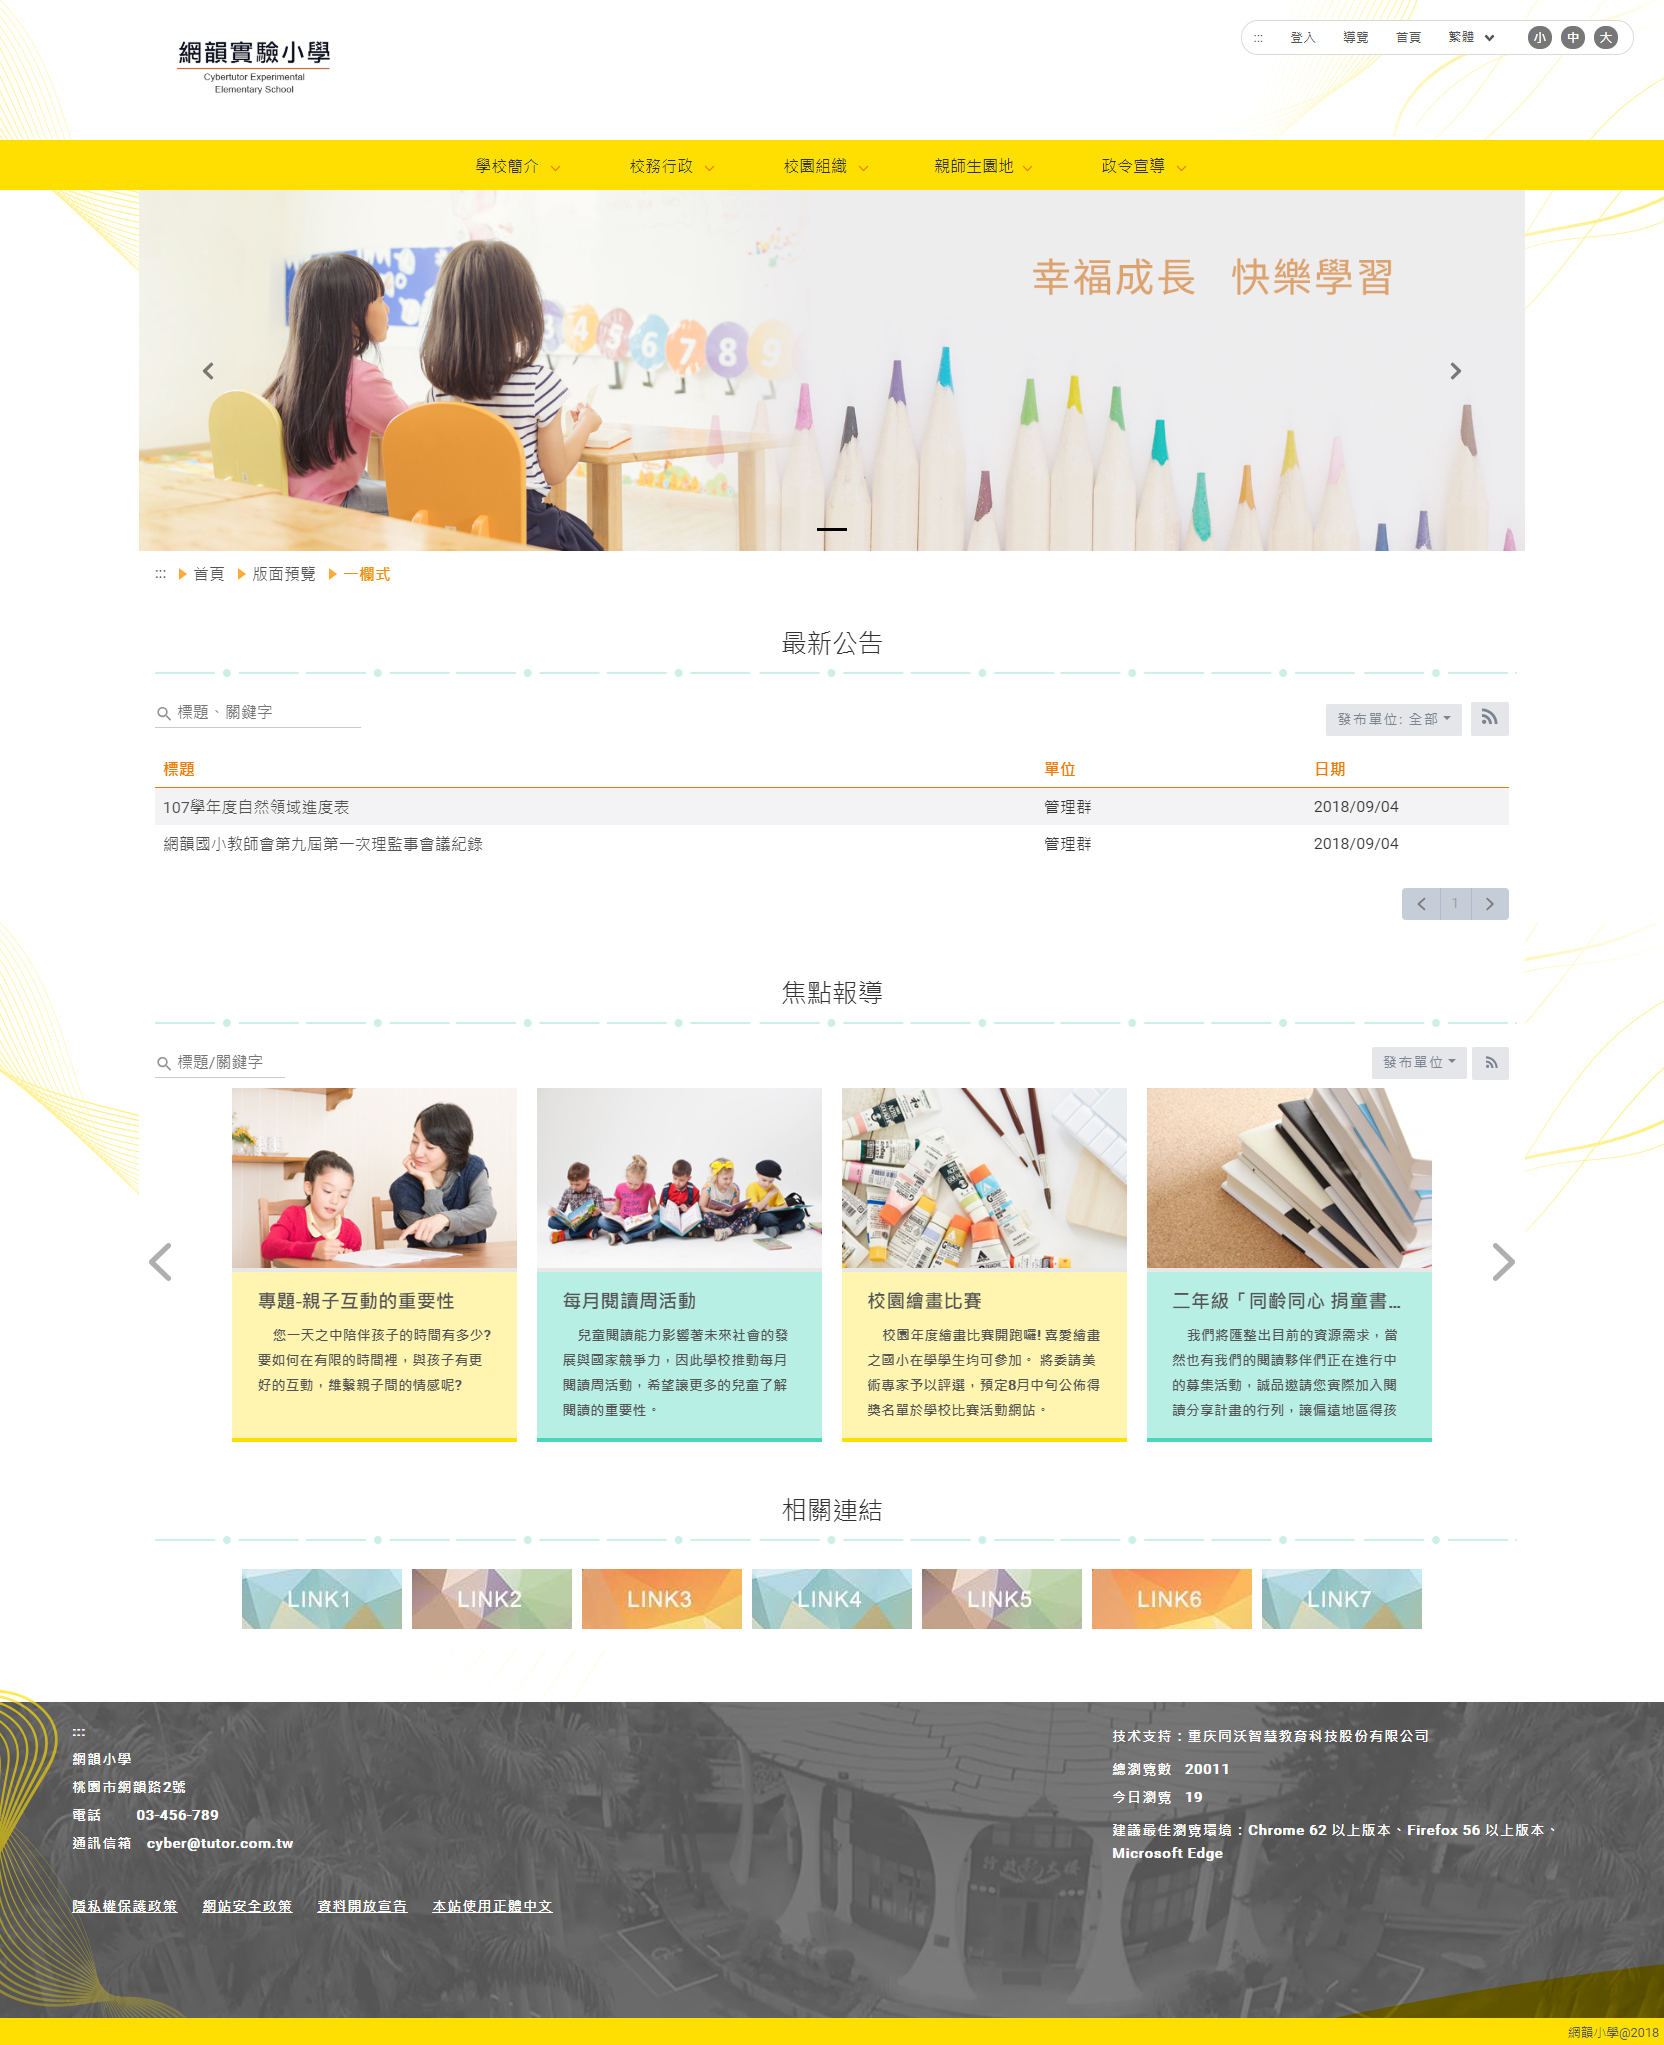 網韻實驗小學
Cybertutor Experimental
Elementary School
::: 登入 導覽 首頁 繁體 小 中 大
學校簡介 校務行政 校園組織 親師生園地 政令宣導
幸福成長 快樂學習
3 4 5 6 7 8 9
::: 首頁 版面預覽 一欄式
最新公告
標題、關鍵字
發布單位: 全部
標題 單位 日期
107學年度自然領域進度表 管理群 2018/09/04
網韻國小教師會第九屆第一次理監事會議紀錄 管理群 2018/09/04
1
焦點報導
標題/關鍵字
發布單位
專題-親子互動的重要性
您一天之中陪伴孩子的時間有多少?
要如何在有限的時間裡，與孩子有更
好的互動，維繫親子間的情感呢?
每月閱讀周活動
兒童閱讀能力影響著未來社會的發
展與國家競爭力，因此學校推動每月
閱讀周活動，希望讓更多的兒童了解
閱讀的重要性。
校園繪畫比賽
校園年度繪畫比賽開跑囉! 喜愛繪畫
之國小在學學生均可參加。 將委請美
術專家予以評選，預定8月中旬公佈得
獎名單於學校比賽活動網站。
二年級「同齡同心 捐童書...
我們將匯整出目前的資源需求，當
然也有我們的閱讀夥伴們正在進行中
的募集活動，誠品邀請您實際加入閱
讀分享計畫的行列，讓偏遠地區得孩
相關連結
LINK1 LINK2 LINK3 LINK4 LINK5 LINK6 LINK7
:::
網韻小學
桃園市網韻路2號
電話 03-456-789
通訊信箱 cyber@tutor.com.tw
隱私權保護政策 網站安全政策 資料開放宣告 本站使用正體中文
技术支持：重庆同沃智慧教育科技股份有限公司
總瀏覽數 20011
今日瀏覽 19
建議最佳瀏覽環境：Chrome 62 以上版本、Firefox 56 以上版本、
Microsoft Edge
網韻小學@2018